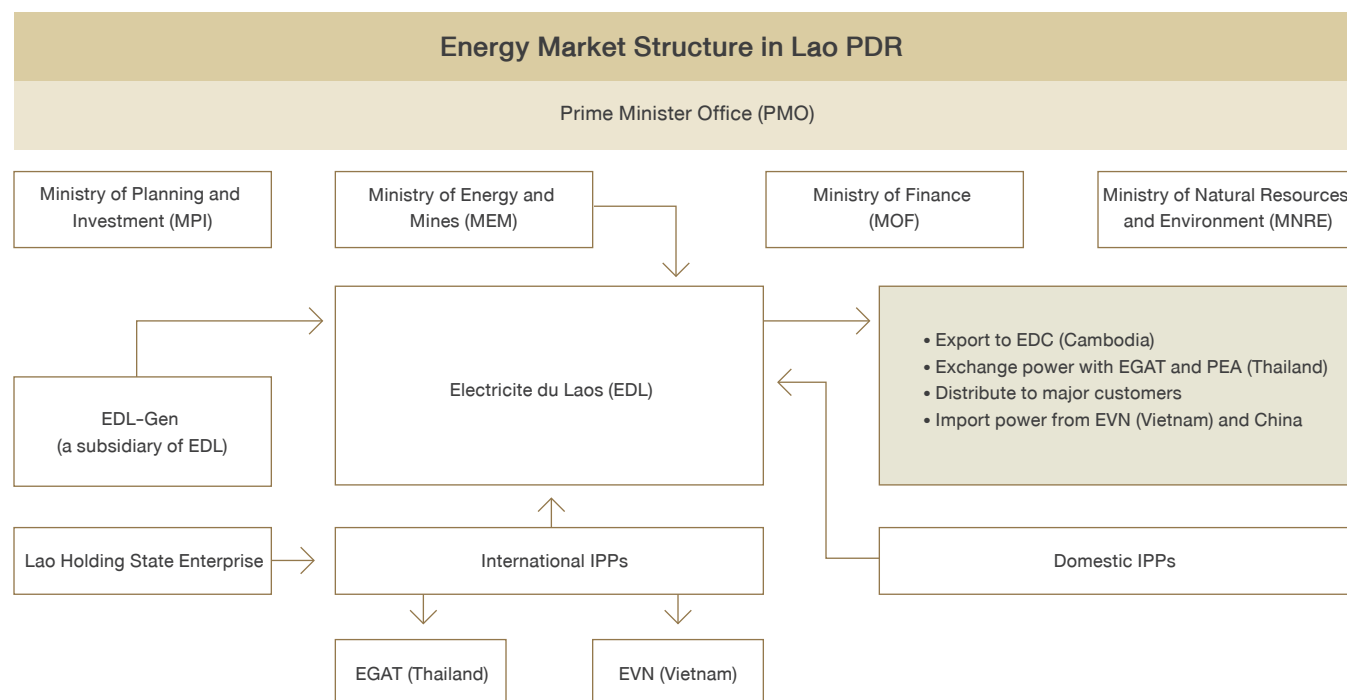 Energy Market Structure in Lao PDR
Prime Minister Office (PMO)
Ministry of Planning and
Investment (MPI)
Ministry of Energy and
Mines (MEM)
Ministry of Finance
(MOF)
Ministry of Natural Resources
and Environment (MNRE)
EDL-Gen
(a subsidiary of EDL)
Electricite du Laos (EDL)
• Export to EDC (Cambodia)
• Exchange power with EGAT and PEA (Thailand)
• Distribute to major customers
• Import power from EVN (Vietnam) and China
Lao Holding State Enterprise
International IPPs
Domestic IPPs
EGAT (Thailand)
EVN (Vietnam)